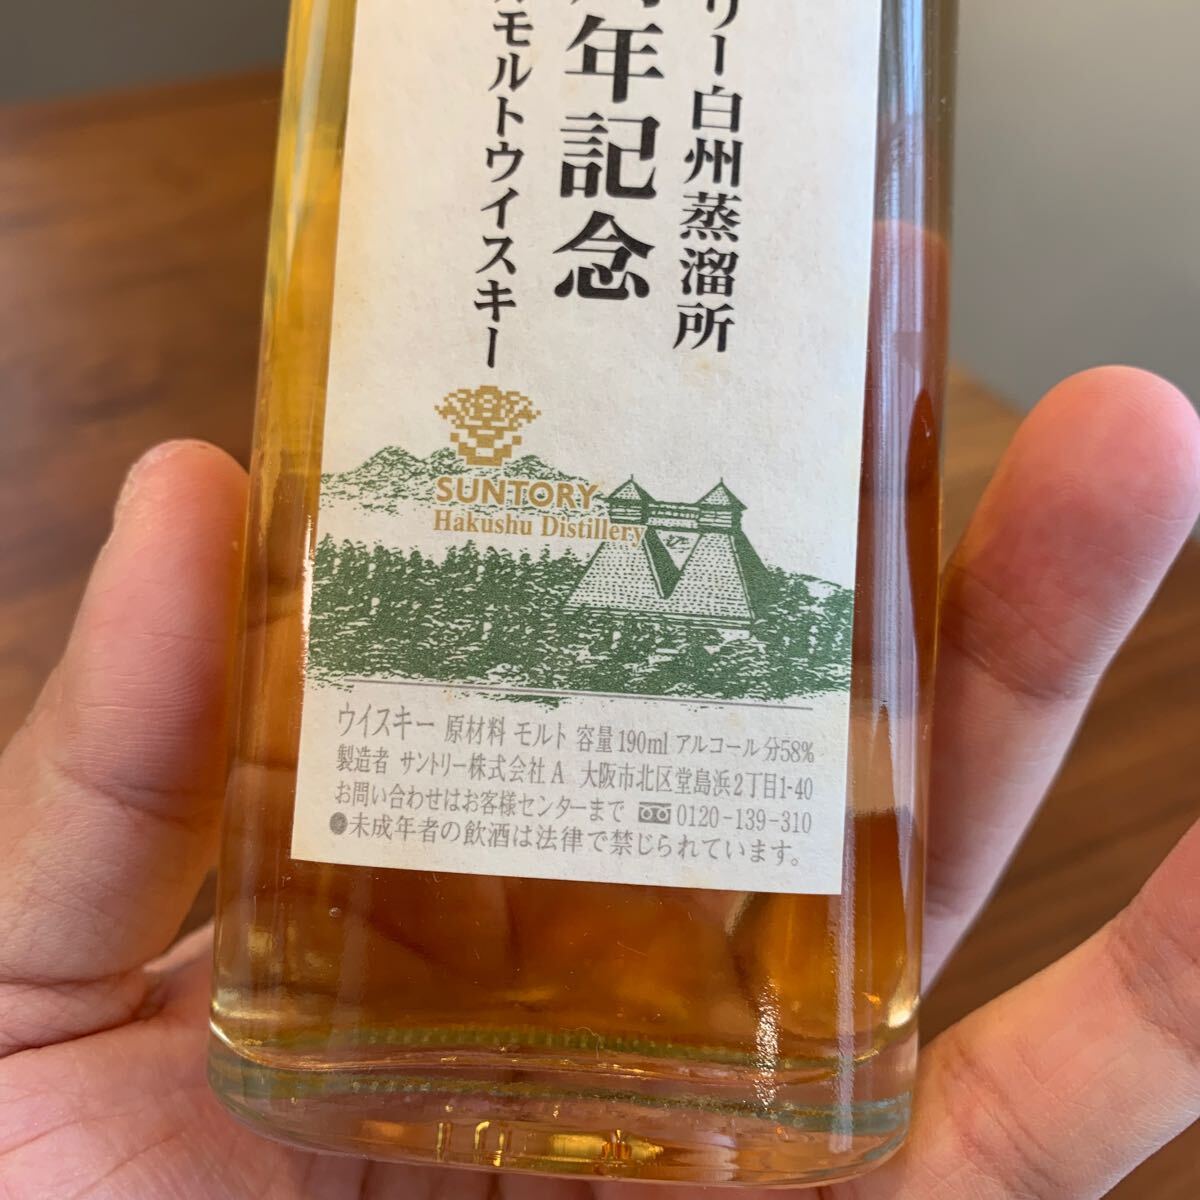 リー白州蒸溜所
年記念
モルトウイスキー
SUNTORY
Hakushu Distillery
ウイスキー 原材料 モルト 容量190ml アルコール分58%
製造者 サントリー株式会社A 大阪市北区堂島浜2丁目1-40
お問い合わせはお客様センターまで 0120-139-310
●未成年者の飲酒は法律で禁じられています。